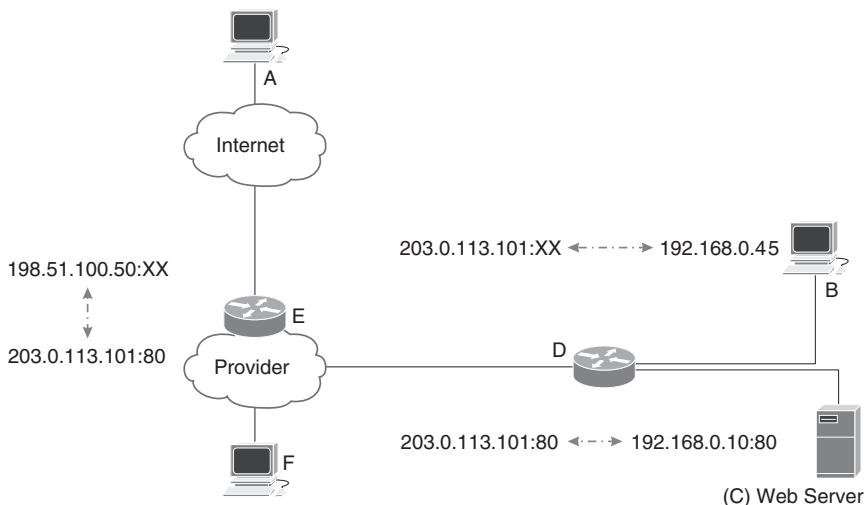 A
Internet
203.0.113.101:XX 192.168.0.45
B
198.51.100.50:XX
E
203.0.113.101:80
Provider
D
F
203.0.113.101:80 192.168.0.10:80
(C) Web Server